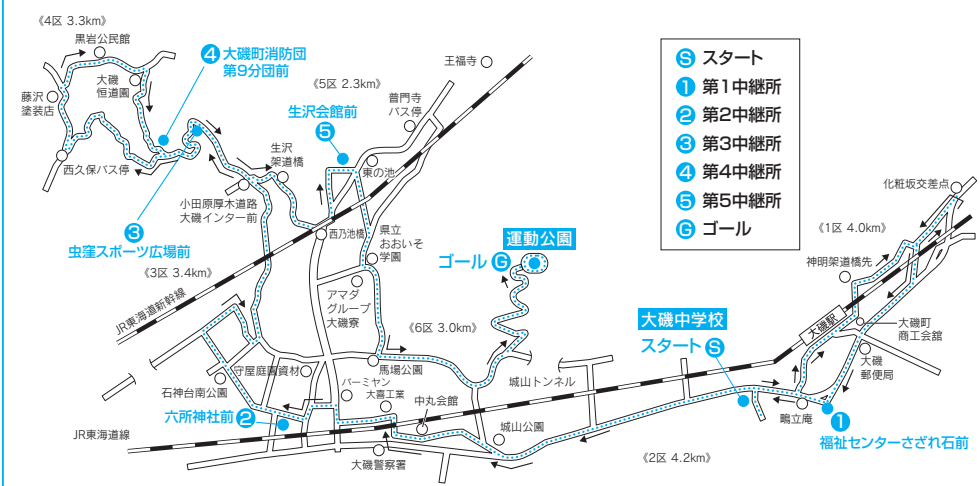 《4区 3.3km》
黒岩公民館
4 大磯町消防団
第9分団前
大磯
恒道園
藤沢
塗装店
西久保バス停
《5区 2.3km》
生沢会館前
5
王福寺
普門寺
バス停
東の池
生沢
架道橋
小田原厚木道路
大磯インター前
3
虫窪スポーツ広場前
《3区 3.4km》
JR東海道新幹線
西乃池橋
県立
おおいそ
学園
アマダ
グループ
大磯寮
運動公園
ゴール G
《6区 3.0km》
S スタート
1 第1中継所
2 第2中継所
3 第3中継所
4 第4中継所
5 第5中継所
G ゴール
化粧坂交差点
《1区 4.0km》
神明架道橋先
大磯駅
大磯町
商工会舘
大磯
郵便局
大磯中学校
スタート S
鴫立庵
1
福祉センターさざれ石前
守屋庭園資材
馬場公園
石神台南公園
バーミヤン
大喜工業
六所神社前 2
中丸会館
城山トンネル
城山公園
JR東海道線
大磯警察署
《2区 4.2km》